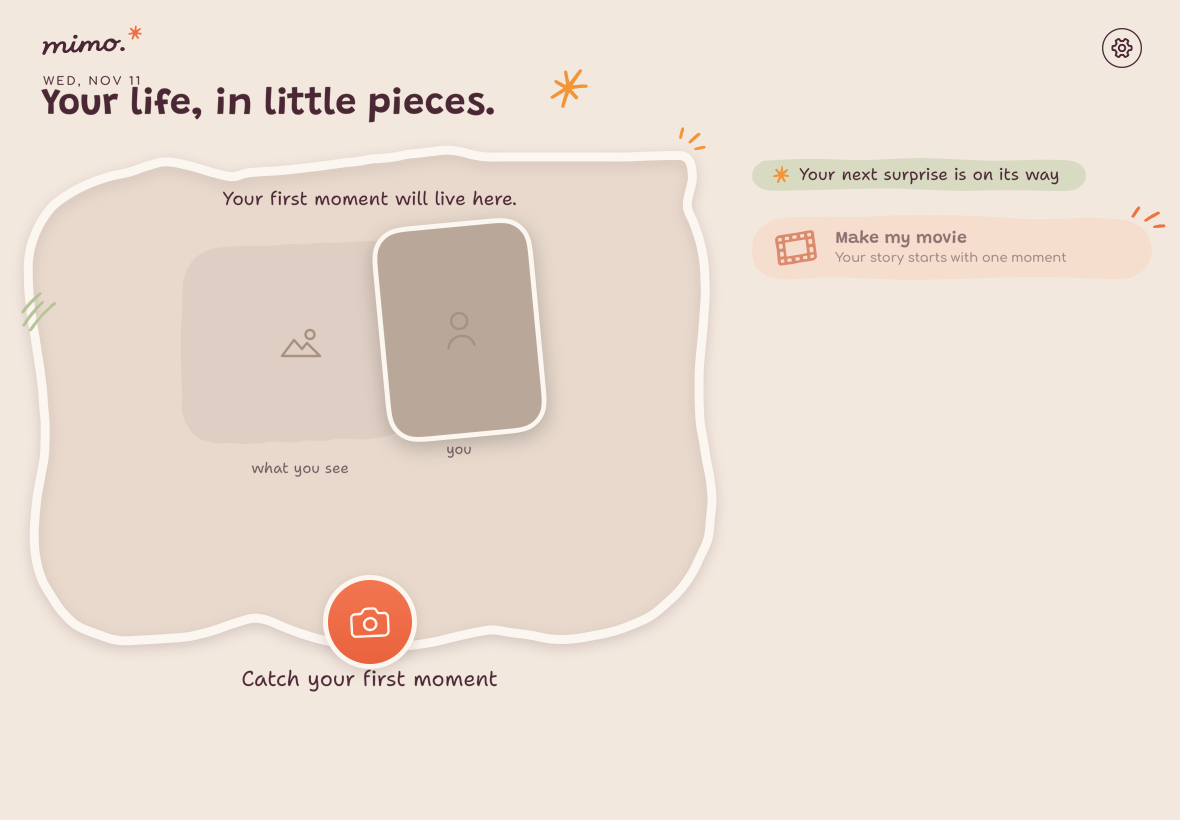 mimo.
WED, NOV 11
Your life, in little pieces.
Your first moment will live here.
what you see
you
Catch your first moment
Your next surprise is on its way
Make my movie
Your story starts with one moment